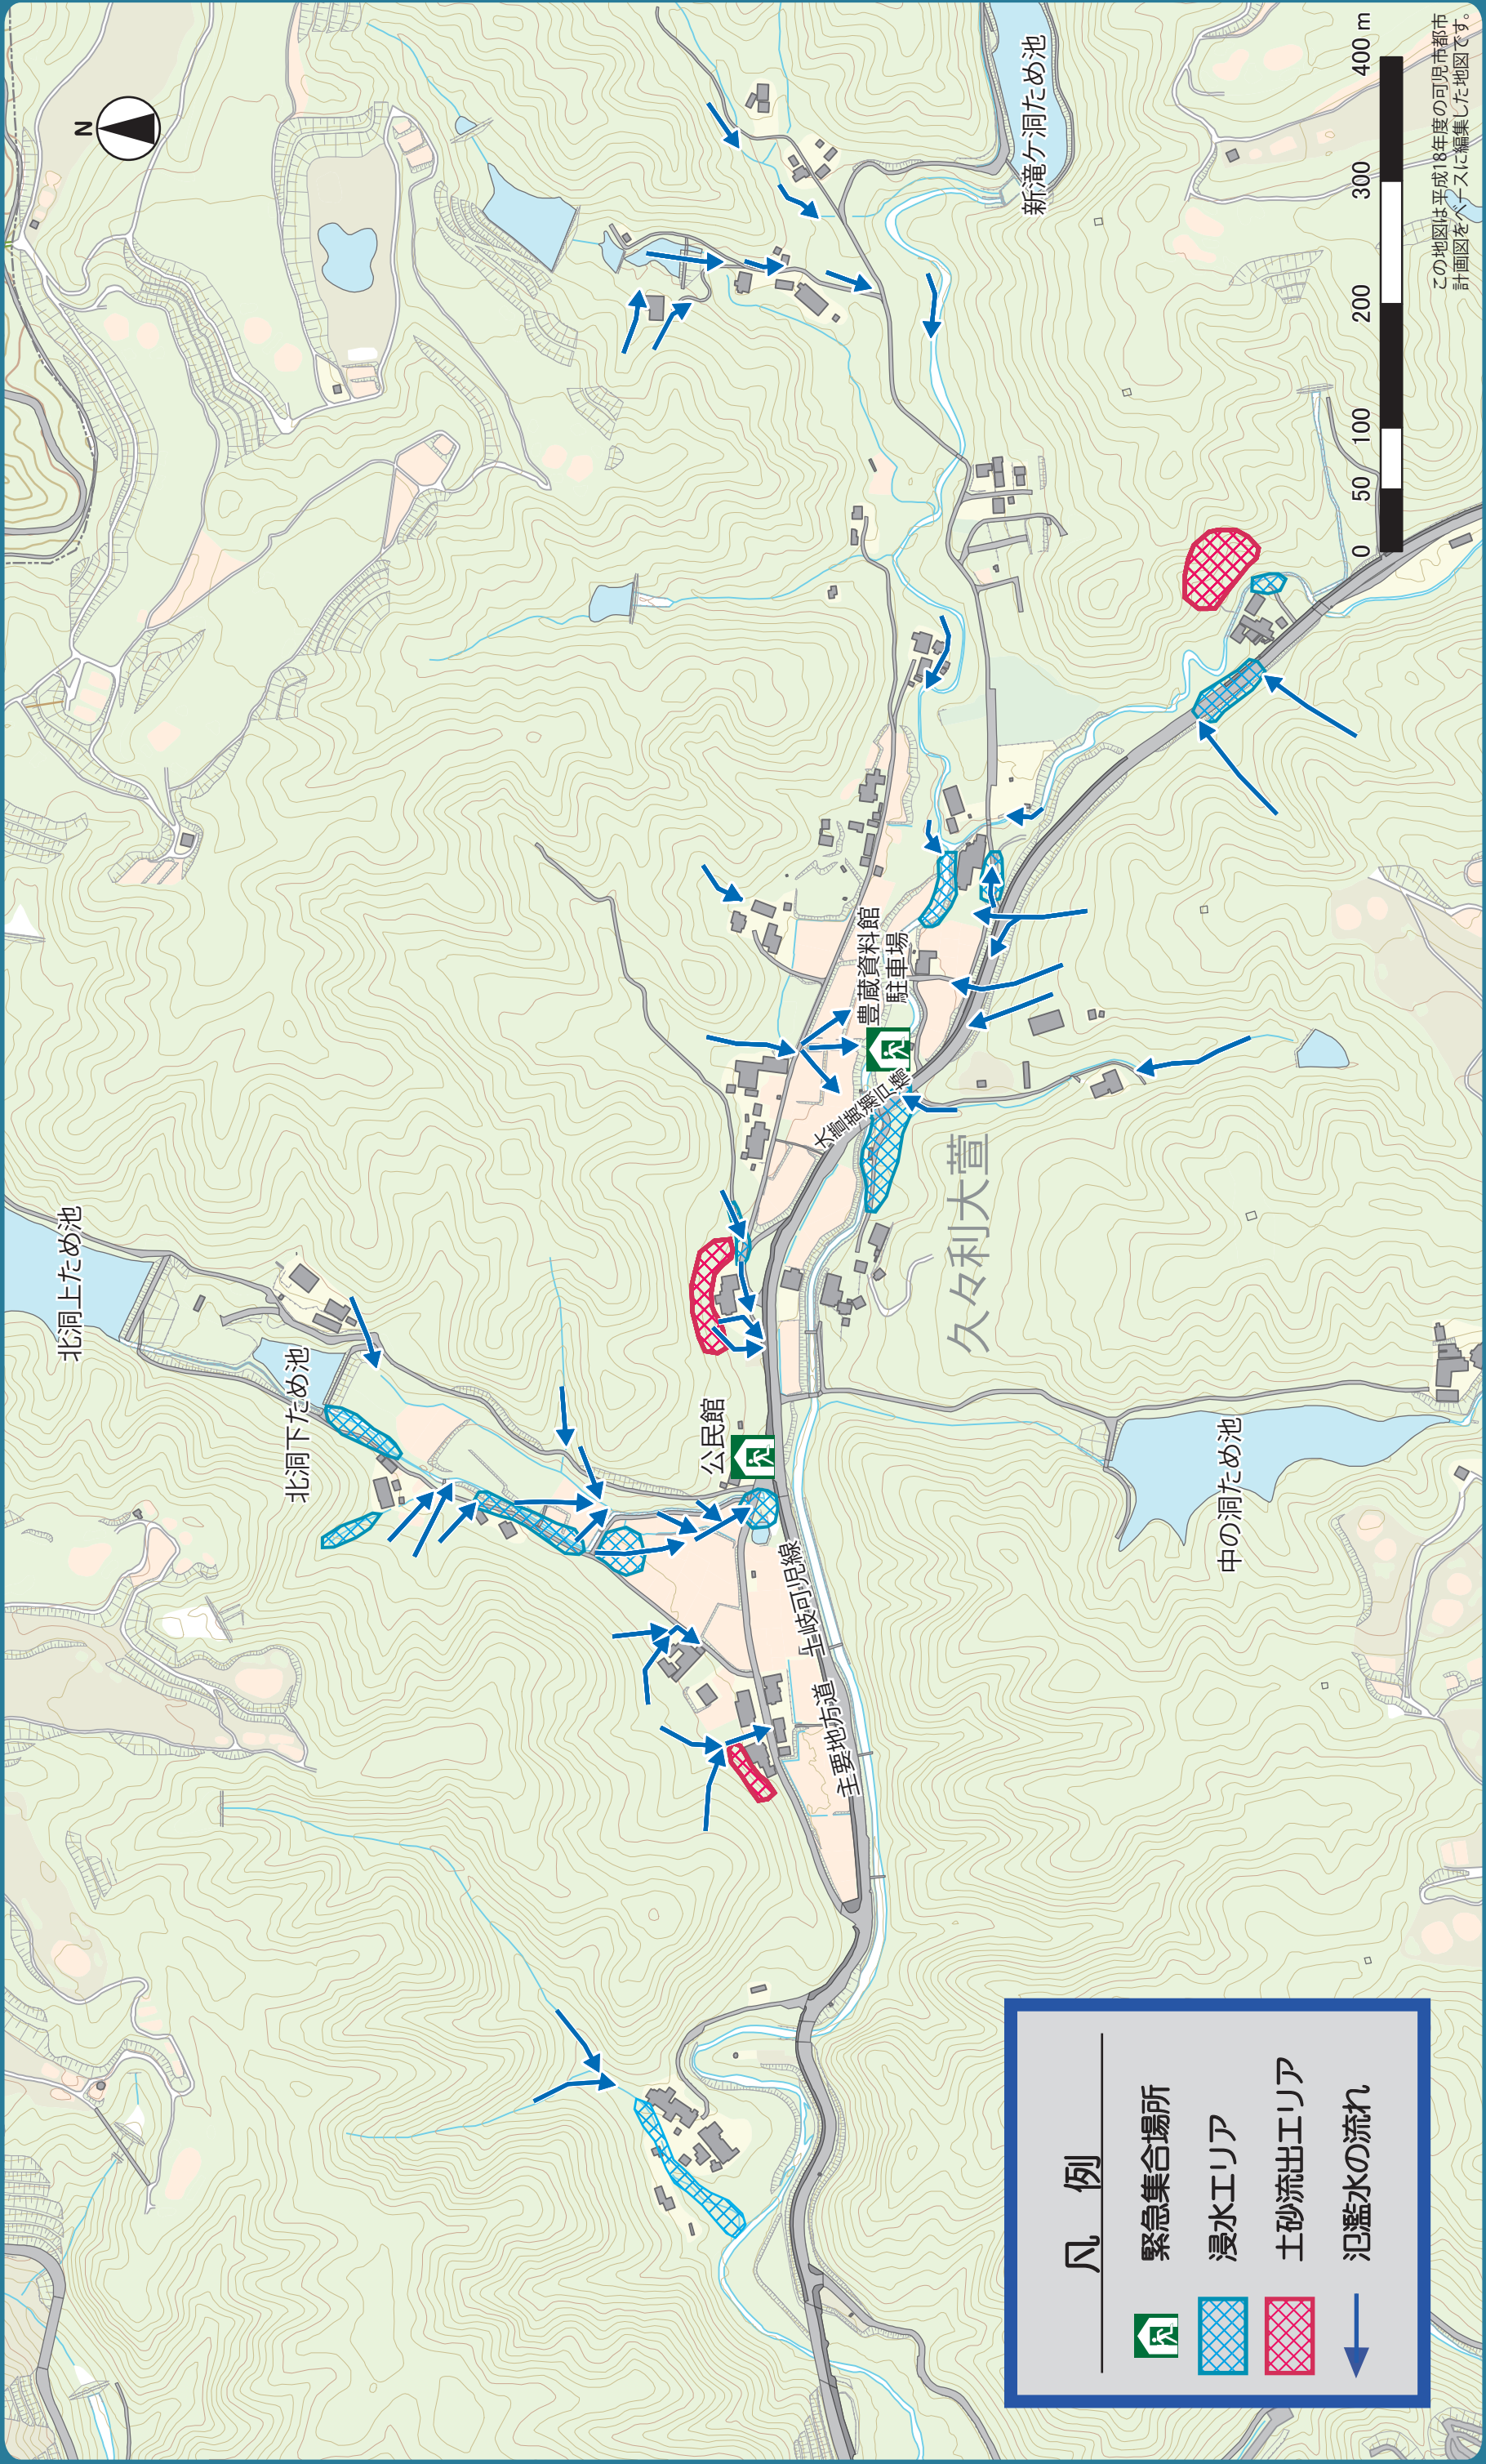 北洞上ため池
北洞下ため池
公民館
新滝ケ洞ため池
豊蔵資料館
駐車場
大萱黄瀬戸橋
久々利大萱
主要地方道　土岐可児線
中の洞ため池
N
凡　例
緊急集合場所
浸水エリア
土砂流出エリア
氾濫水の流れ
0　50　100　200　300　400 m
この地図は平成18年度の可児市都市
計画図をベースに編集した地図です。